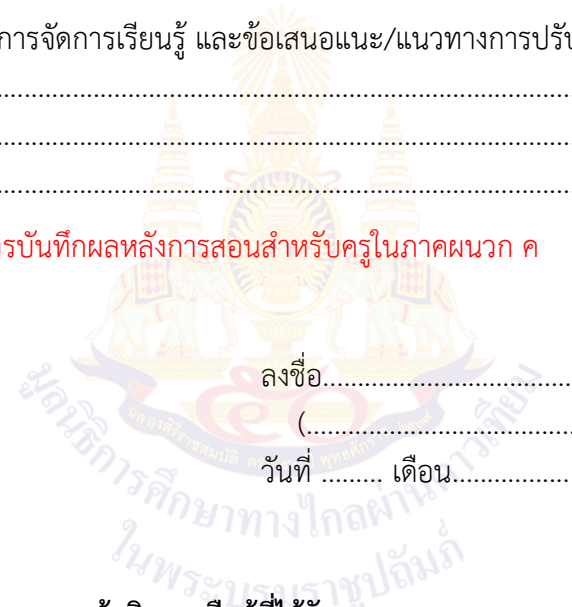 การจัดการเรียนรู้ และข้อเสนอแนะ/แนวทางการปรับ
...........................................................................................
...........................................................................................
...........................................................................................
รบันทึกผลหลังการสอนสำหรับครูในภาคผนวก ค
ลงชื่อ.......................................
(.........................................
วันที่ ......... เดือน..................
มูลนิธิการศึกษาทางไกลผ่านดาวเทียม
ในพระบรมราชูปถัมภ์